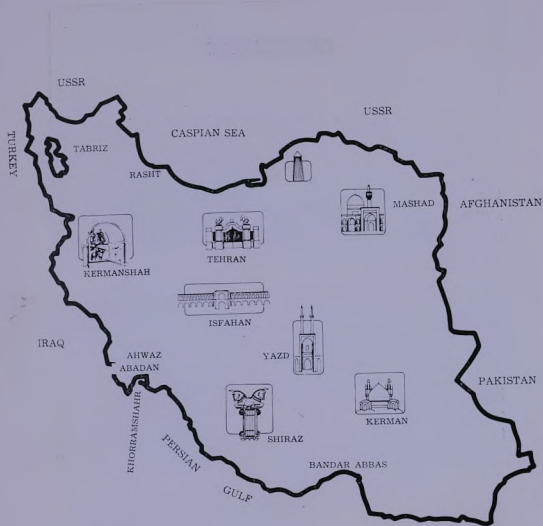 USSR
USSR
CASPIAN SEA
TURKEY
TABRIZ
RASHT
MASHAD
AFGHANISTAN
TEHRAN
KERMANSHAH
ISFAHAN
IRAQ
AHWAZ
ABADAN
YAZD
PAKISTAN
KHORRAMSHAHR
KERMAN
SHIRAZ
PERSIAN
GULF
BANDAR ABBAS